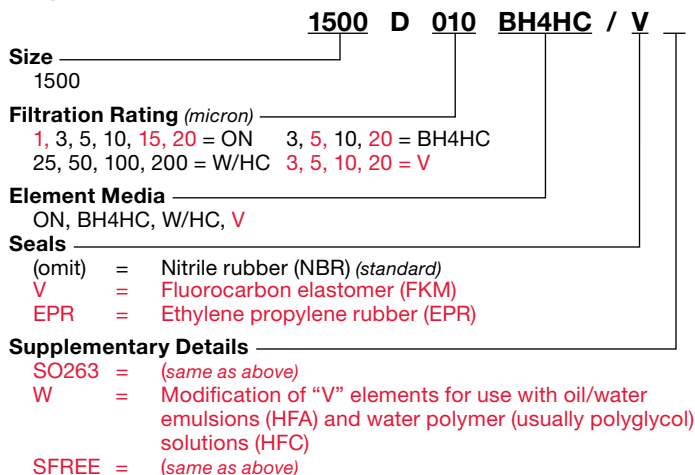 1500 D 010 BH4HC / V
Size
1500
Filtration Rating (micron)
1, 3, 5, 10, 15, 20 = ON 3, 5, 10, 20 = BH4HC
25, 50, 100, 200 = W/HC 3, 5, 10, 20 = V
Element Media
ON, BH4HC, W/HC, V
Seals
(omit) = Nitrile rubber (NBR) (standard)
V = Fluorocarbon elastomer (FKM)
EPR = Ethylene propylene rubber (EPR)
Supplementary Details
SO263 = (same as above)
W = Modification of “V” elements for use with oil/water
emulsions (HFA) and water polymer (usually polyglycol)
solutions (HFC)
SFREE = (same as above)